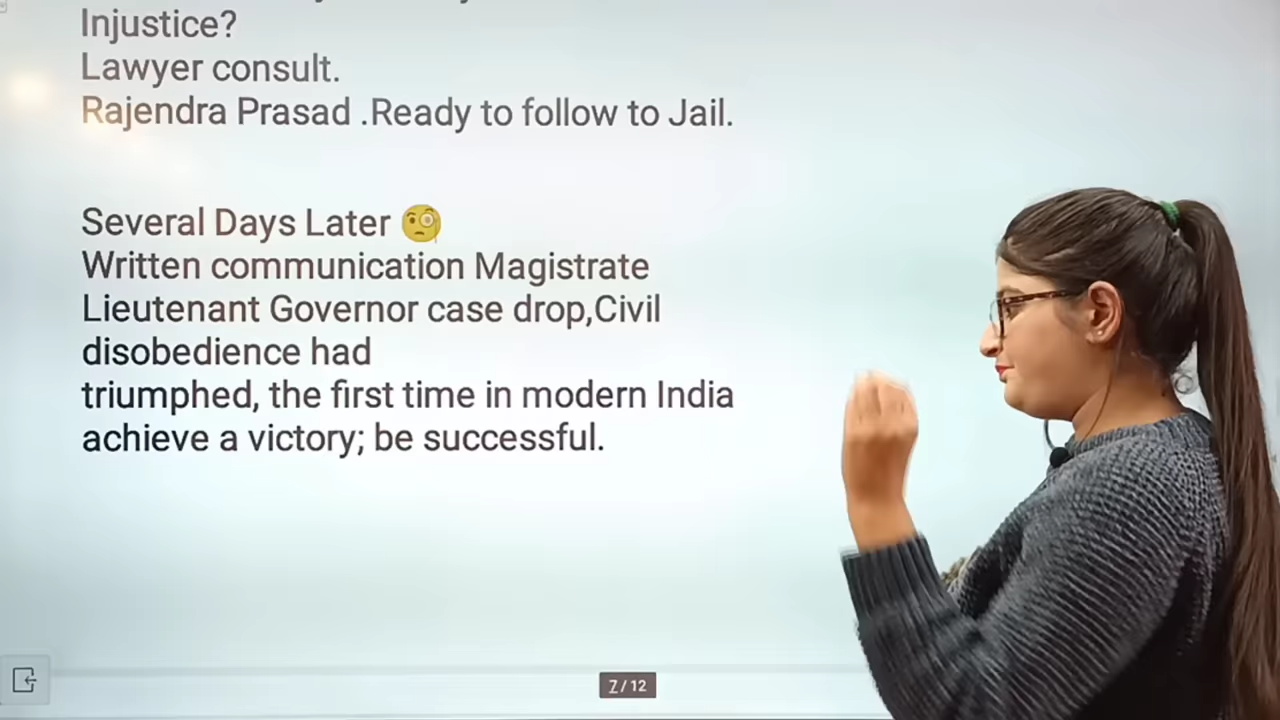 Injustice?
Lawyer consult.
Rajendra Prasad .Ready to follow to Jail.
Several Days Later 🧐
Written communication Magistrate
Lieutenant Governor case drop,Civil
disobedience had
triumphed, the first time in modern India
achieve a victory; be successful.
7/12